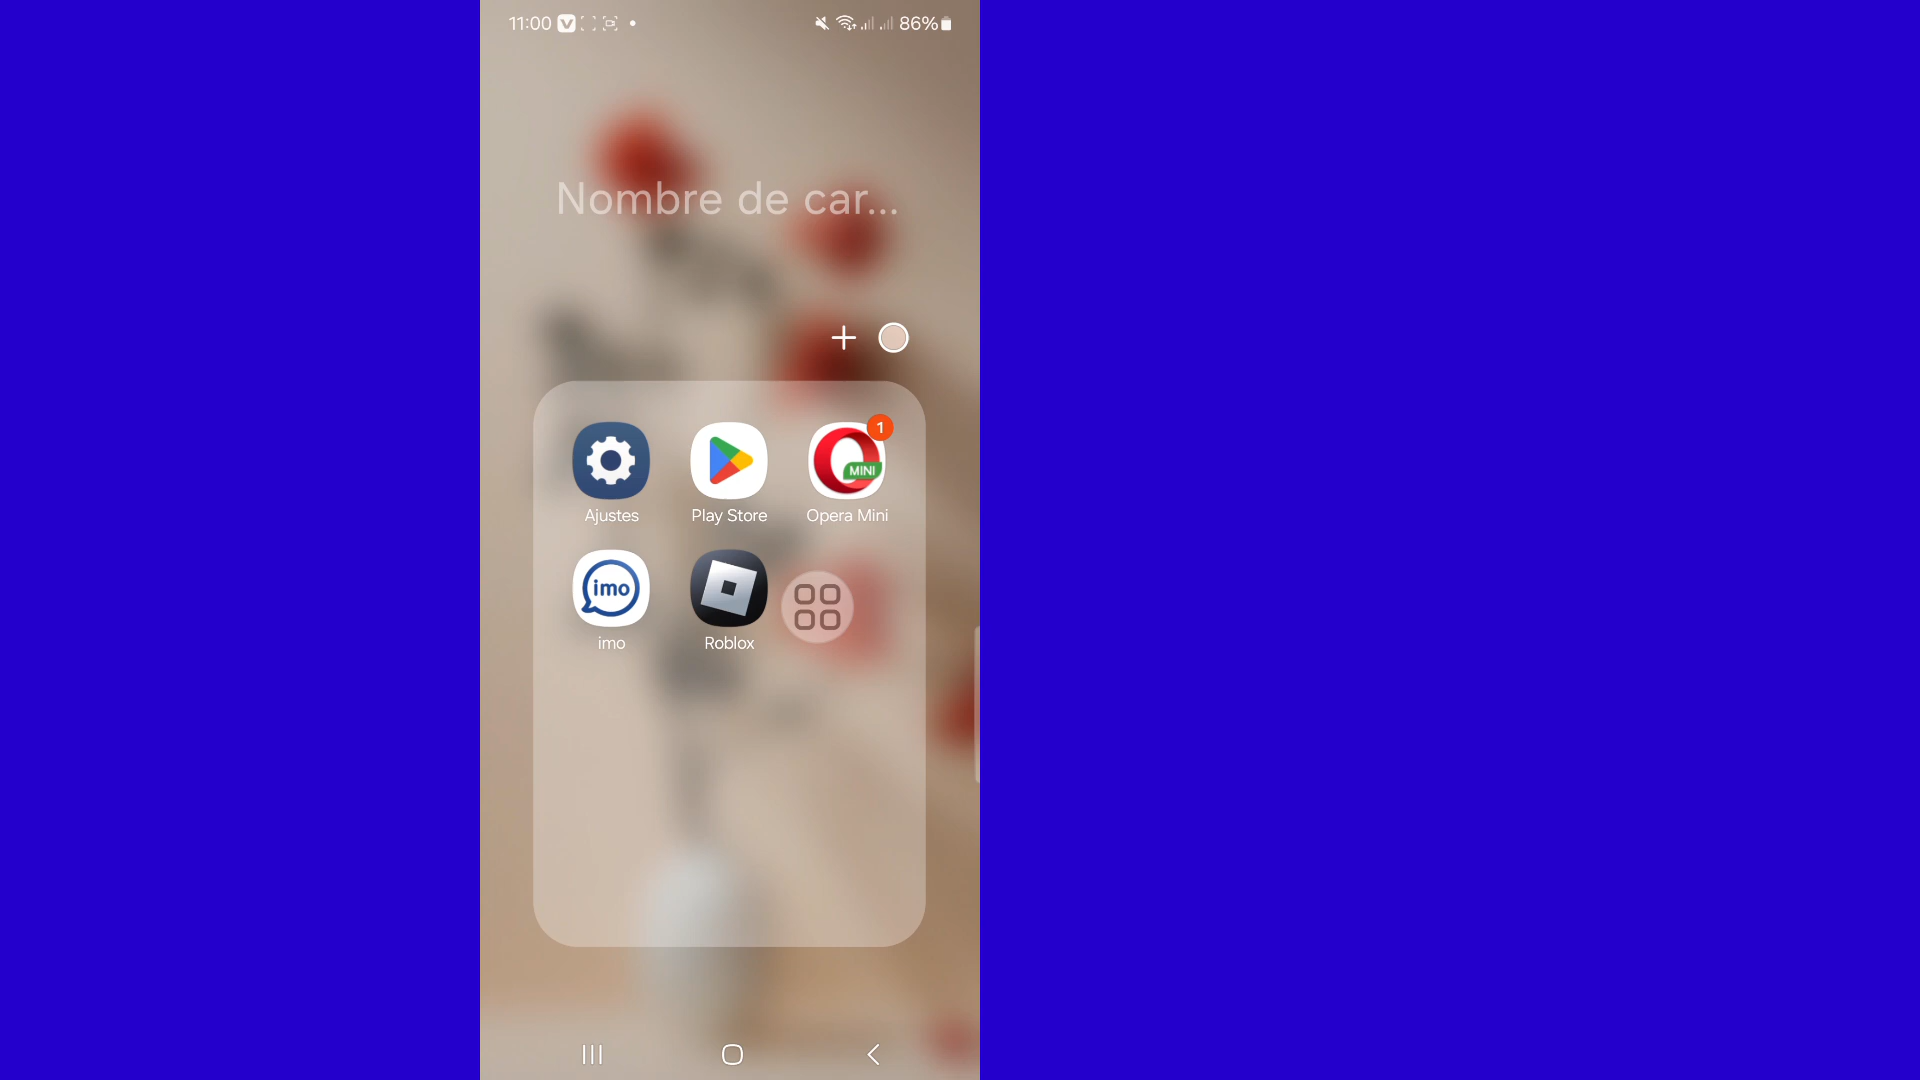 11:00
86%
Nombre de car...
1
MINI
Ajustes
Play Store
Opera Mini
imo
imo
Roblox